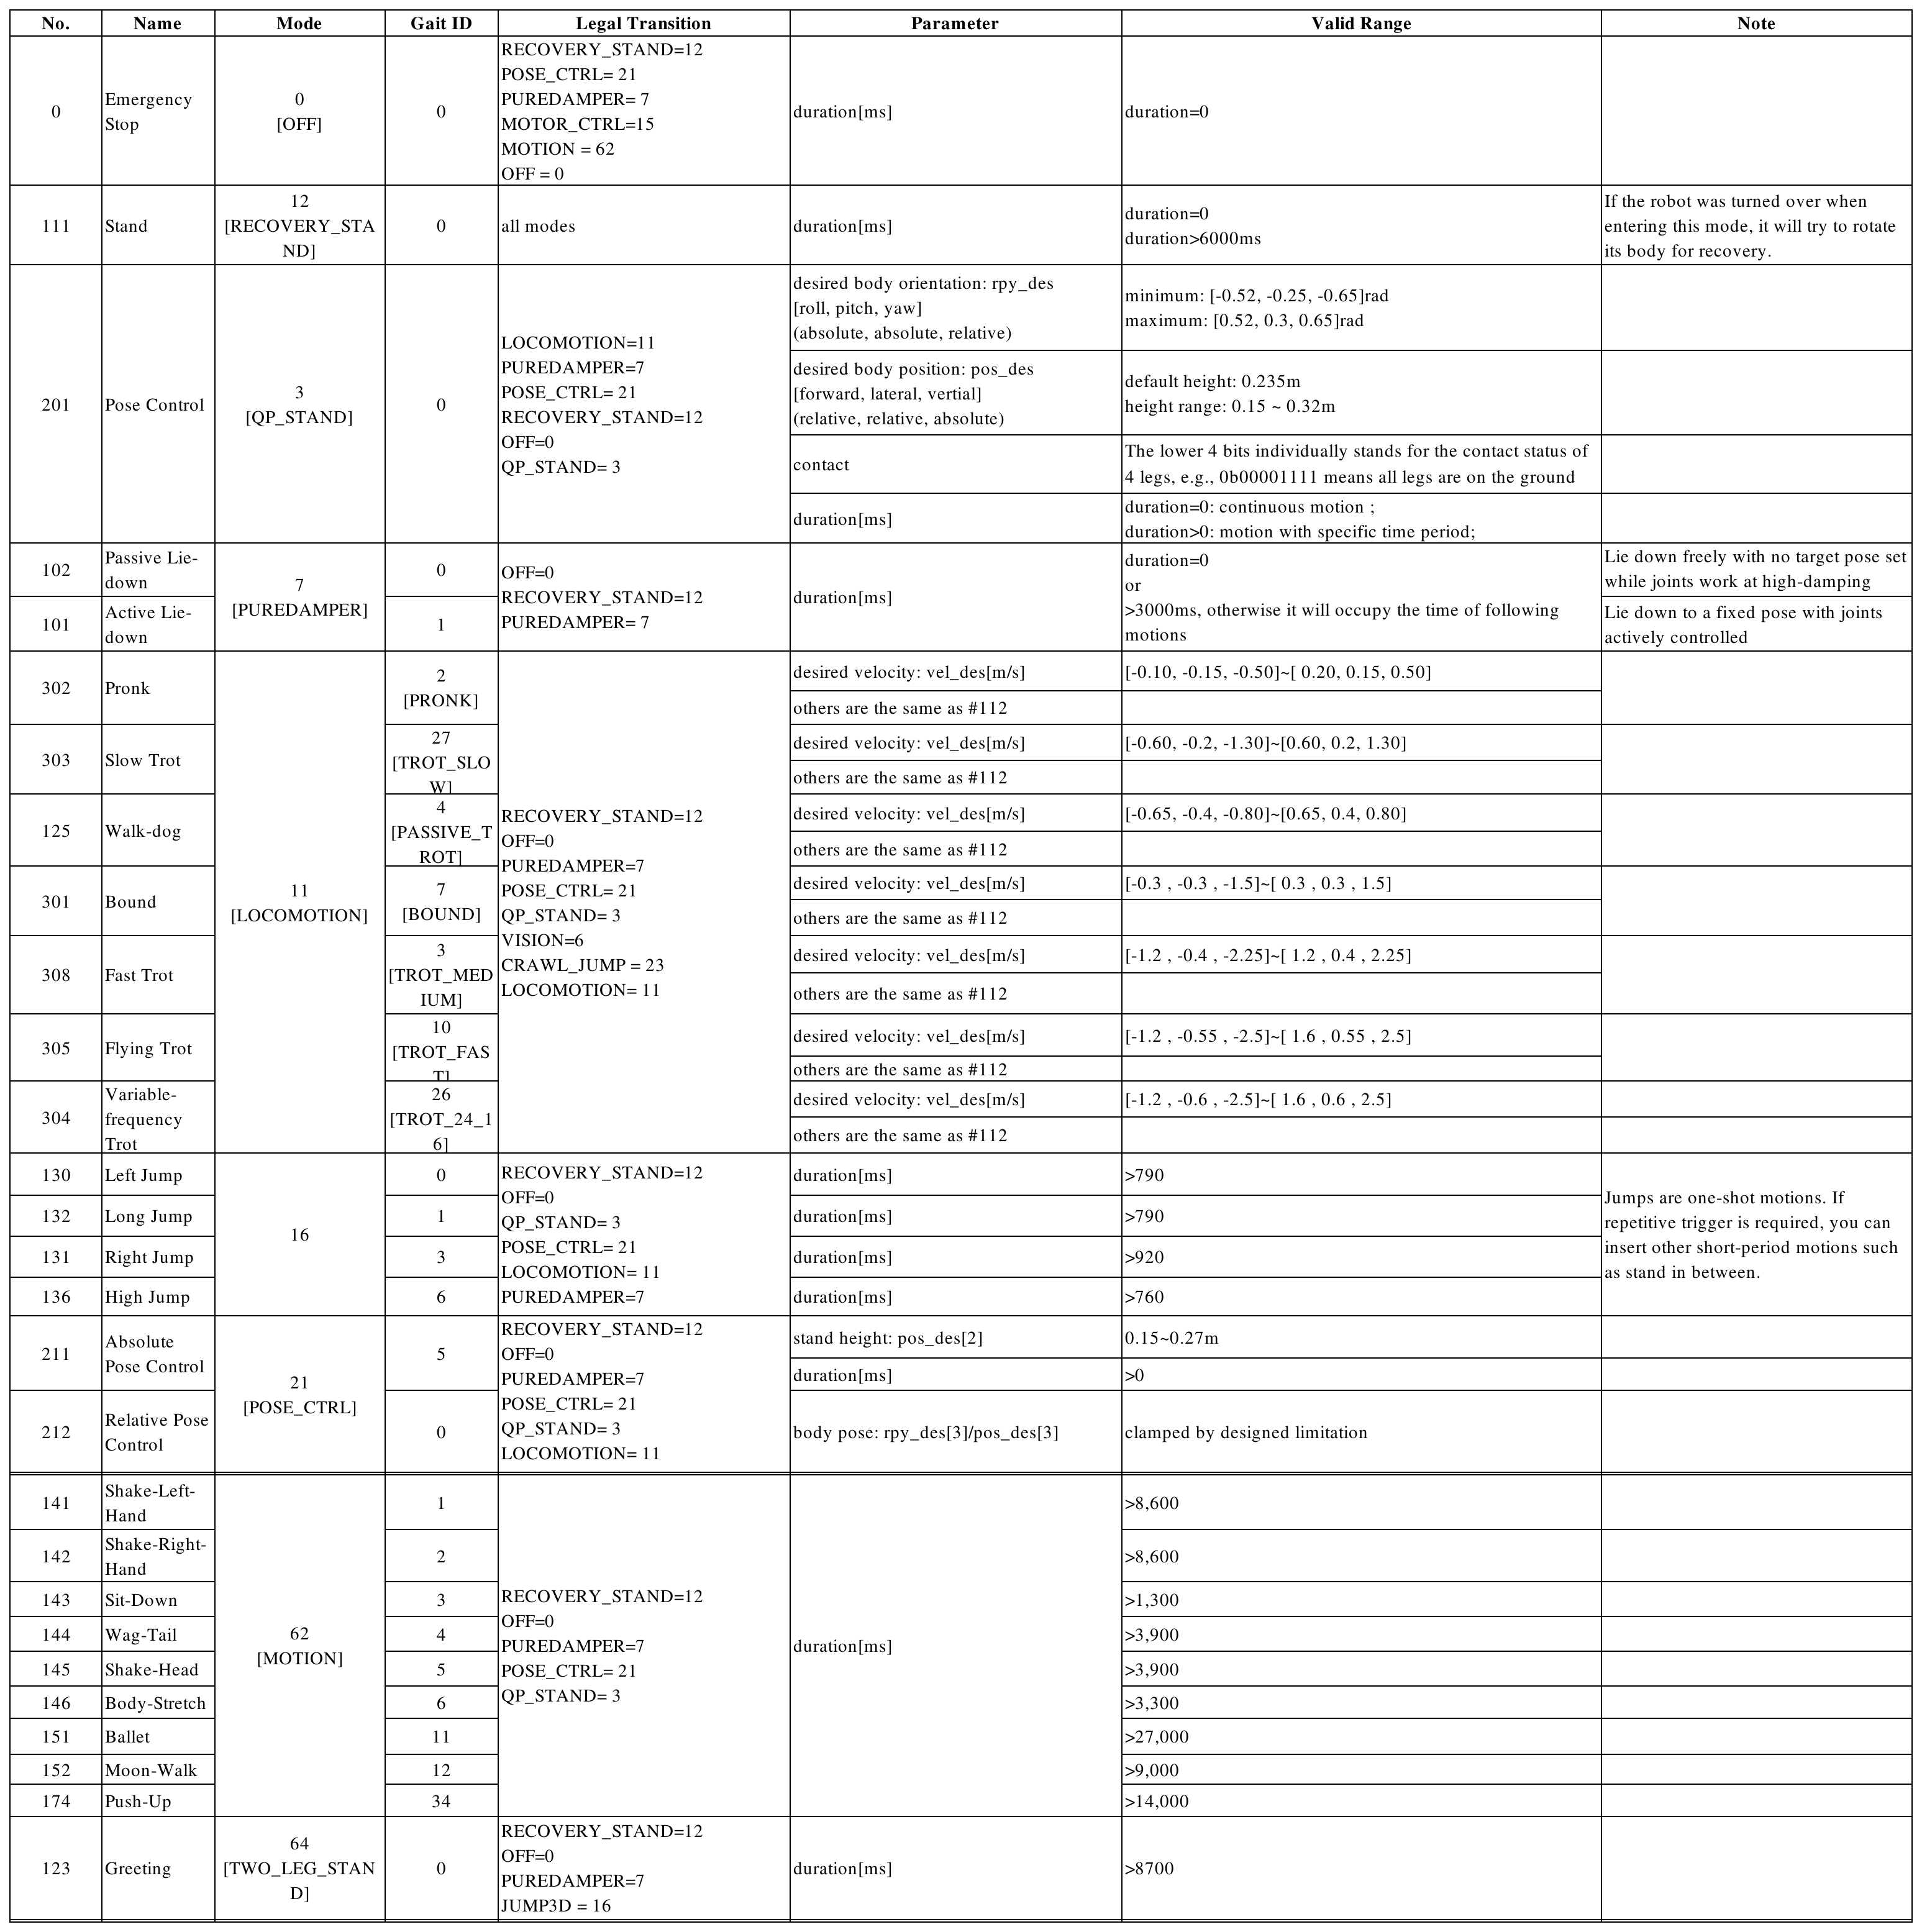 No. Name Mode Gait ID Legal Transition Parameter Valid Range Note
0
Emergency
Stop
0
[OFF]
0
RECOVERY_STAND=12
POSE_CTRL= 21
PUREDAMPER= 7
MOTOR_CTRL=15
MOTION = 62
OFF = 0
duration[ms]
duration=0
111
Stand
12
[RECOVERY_STA
ND]
0
all modes
duration[ms]
duration=0
duration>6000ms
If the robot was turned over when
entering this mode, it will try to rotate
its body for recovery.
201
Pose Control
3
[QP_STAND]
0
LOCOMOTION=11
PUREDAMPER=7
POSE_CTRL= 21
RECOVERY_STAND=12
OFF=0
QP_STAND= 3
desired body orientation: rpy_des
[roll, pitch, yaw]
(absolute, absolute, relative)
minimum: [-0.52, -0.25, -0.65]rad
maximum: [0.52, 0.3, 0.65]rad
desired body position: pos_des
[forward, lateral, vertial]
(relative, relative, absolute)
default height: 0.235m
height range: 0.15 ~ 0.32m
contact
The lower 4 bits individually stands for the contact status of
4 legs, e.g., 0b00001111 means all legs are on the ground
duration[ms]
duration=0: continuous motion ;
duration>0: motion with specific time period;
102
Passive Lie-
down
7
[PUREDAMPER]
0
OFF=0
RECOVERY_STAND=12
PUREDAMPER= 7
duration[ms]
duration=0
or
>3000ms, otherwise it will occupy the time of following
motions
Lie down freely with no target pose set
while joints work at high-damping
101
Active Lie-
down
1
Lie down to a fixed pose with joints
actively controlled
302
Pronk
11
[LOCOMOTION]
2
[PRONK]
RECOVERY_STAND=12
OFF=0
PUREDAMPER=7
POSE_CTRL= 21
QP_STAND= 3
VISION=6
CRAWL_JUMP = 23
LOCOMOTION= 11
desired velocity: vel_des[m/s]
[-0.10, -0.15, -0.50]~[ 0.20, 0.15, 0.50]
others are the same as #112
303
Slow Trot
27
[TROT_SLO
W]
desired velocity: vel_des[m/s]
[-0.60, -0.2, -1.30]~[0.60, 0.2, 1.30]
others are the same as #112
125
Walk-dog
4
[PASSIVE_T
ROT]
desired velocity: vel_des[m/s]
[-0.65, -0.4, -0.80]~[0.65, 0.4, 0.80]
others are the same as #112
301
Bound
7
[BOUND]
desired velocity: vel_des[m/s]
[-0.3 , -0.3 , -1.5]~[ 0.3 , 0.3 , 1.5]
others are the same as #112
308
Fast Trot
3
[TROT_MED
IUM]
desired velocity: vel_des[m/s]
[-1.2 , -0.4 , -2.25]~[ 1.2 , 0.4 , 2.25]
others are the same as #112
305
Flying Trot
10
[TROT_FAS
T]
desired velocity: vel_des[m/s]
[-1.2 , -0.55 , -2.5]~[ 1.6 , 0.55 , 2.5]
others are the same as #112
304
Variable-
frequency
Trot
26
[TROT_24_1
6]
desired velocity: vel_des[m/s]
[-1.2 , -0.6 , -2.5]~[ 1.6 , 0.6 , 2.5]
others are the same as #112
130
Left Jump
16
0
RECOVERY_STAND=12
OFF=0
QP_STAND= 3
POSE_CTRL= 21
LOCOMOTION= 11
PUREDAMPER=7
duration[ms]
>790
Jumps are one-shot motions. If
repetitive trigger is required, you can
insert other short-period motions such
as stand in between.
132
Long Jump
1
duration[ms]
>790
131
Right Jump
3
duration[ms]
>920
136
High Jump
6
duration[ms]
>760
211
Absolute
Pose Control
21
[POSE_CTRL]
5
RECOVERY_STAND=12
OFF=0
PUREDAMPER=7
POSE_CTRL= 21
QP_STAND= 3
LOCOMOTION= 11
stand height: pos_des[2]
0.15~0.27m
duration[ms]
>0
212
Relative Pose
Control
0
body pose: rpy_des[3]/pos_des[3]
clamped by designed limitation
141
Shake-Left-
Hand
62
[MOTION]
1
RECOVERY_STAND=12
OFF=0
PUREDAMPER=7
POSE_CTRL= 21
QP_STAND= 3
duration[ms]
>8,600
142
Shake-Right-
Hand
2
>8,600
143
Sit-Down
3
>1,300
144
Wag-Tail
4
>3,900
145
Shake-Head
5
>3,900
146
Body-Stretch
6
>3,300
151
Ballet
11
>27,000
152
Moon-Walk
12
>9,000
174
Push-Up
34
>14,000
123
Greeting
64
[TWO_LEG_STAN
D]
0
RECOVERY_STAND=12
OFF=0
PUREDAMPER=7
JUMP3D = 16
duration[ms]
>8700